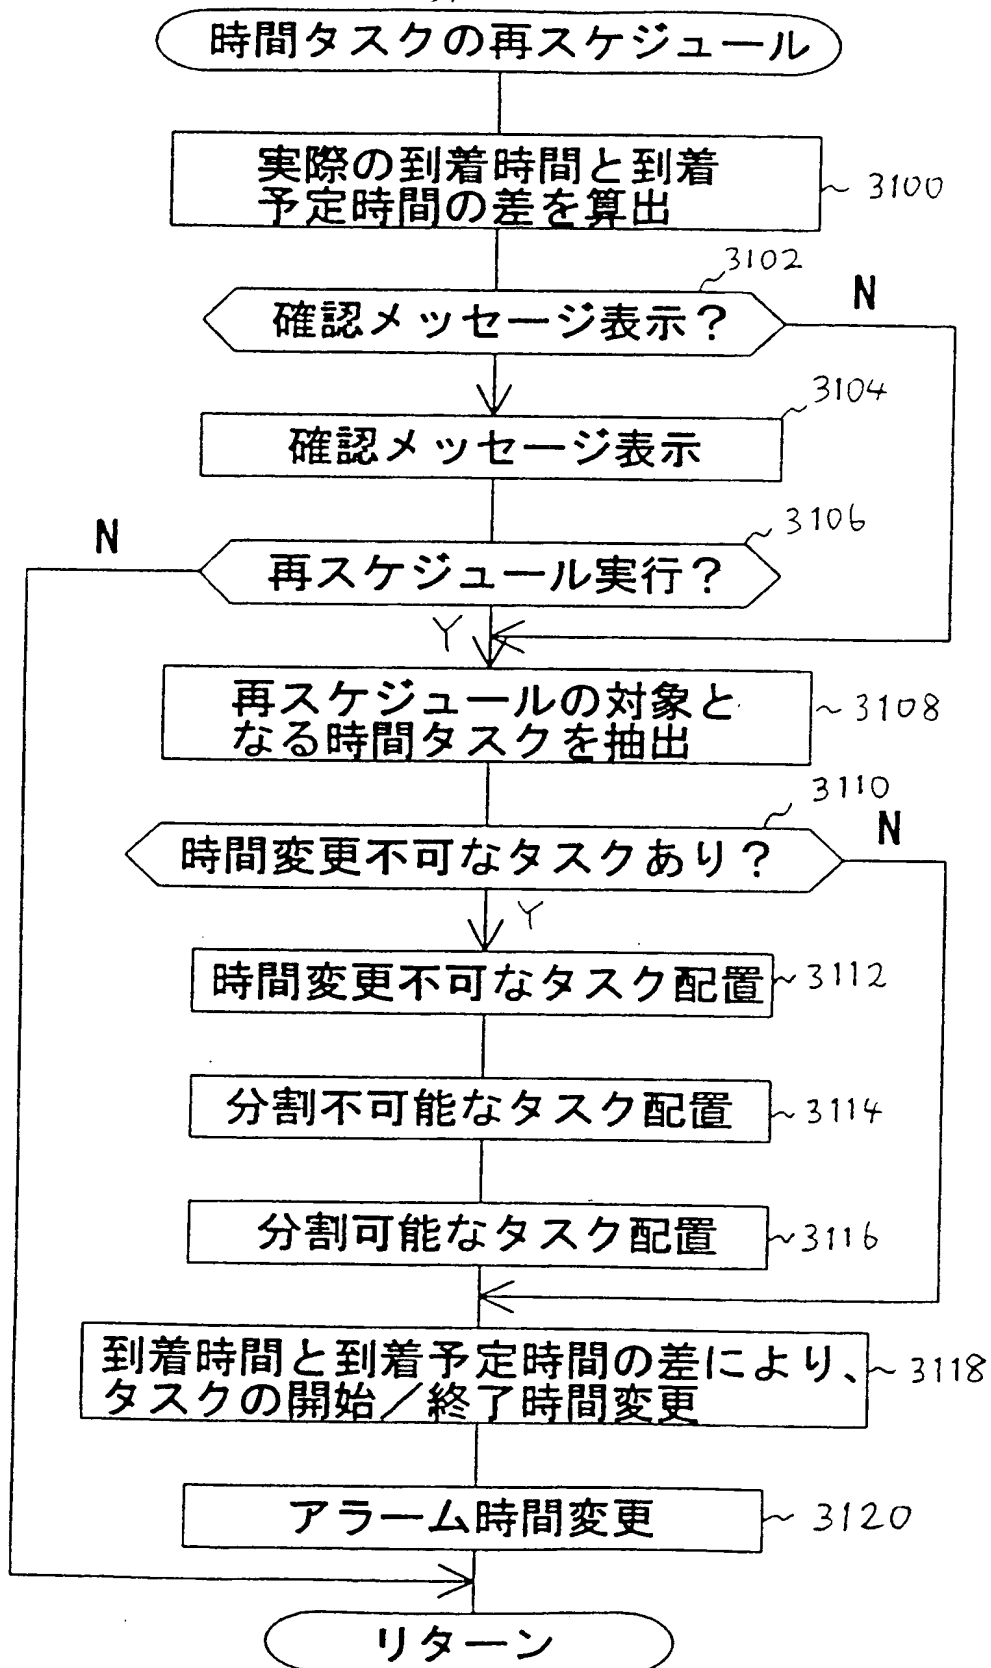 時間タスクの再スケジュール
実際の到着時間と到着
予定時間の差を算出
3100
3102
確認メッセージ表示?
N
3104
確認メッセージ表示
3106
N
再スケジュール実行?
Y
再スケジュールの対象と
なる時間タスクを抽出
3108
3110
時間変更不可なタスクあり?
N
Y
時間変更不可なタスク配置
3112
分割不可能なタスク配置
3114
分割可能なタスク配置
3116
到着時間と到着予定時間の差により、
タスクの開始/終了時間変更
3118
アラーム時間変更
3120
リターン